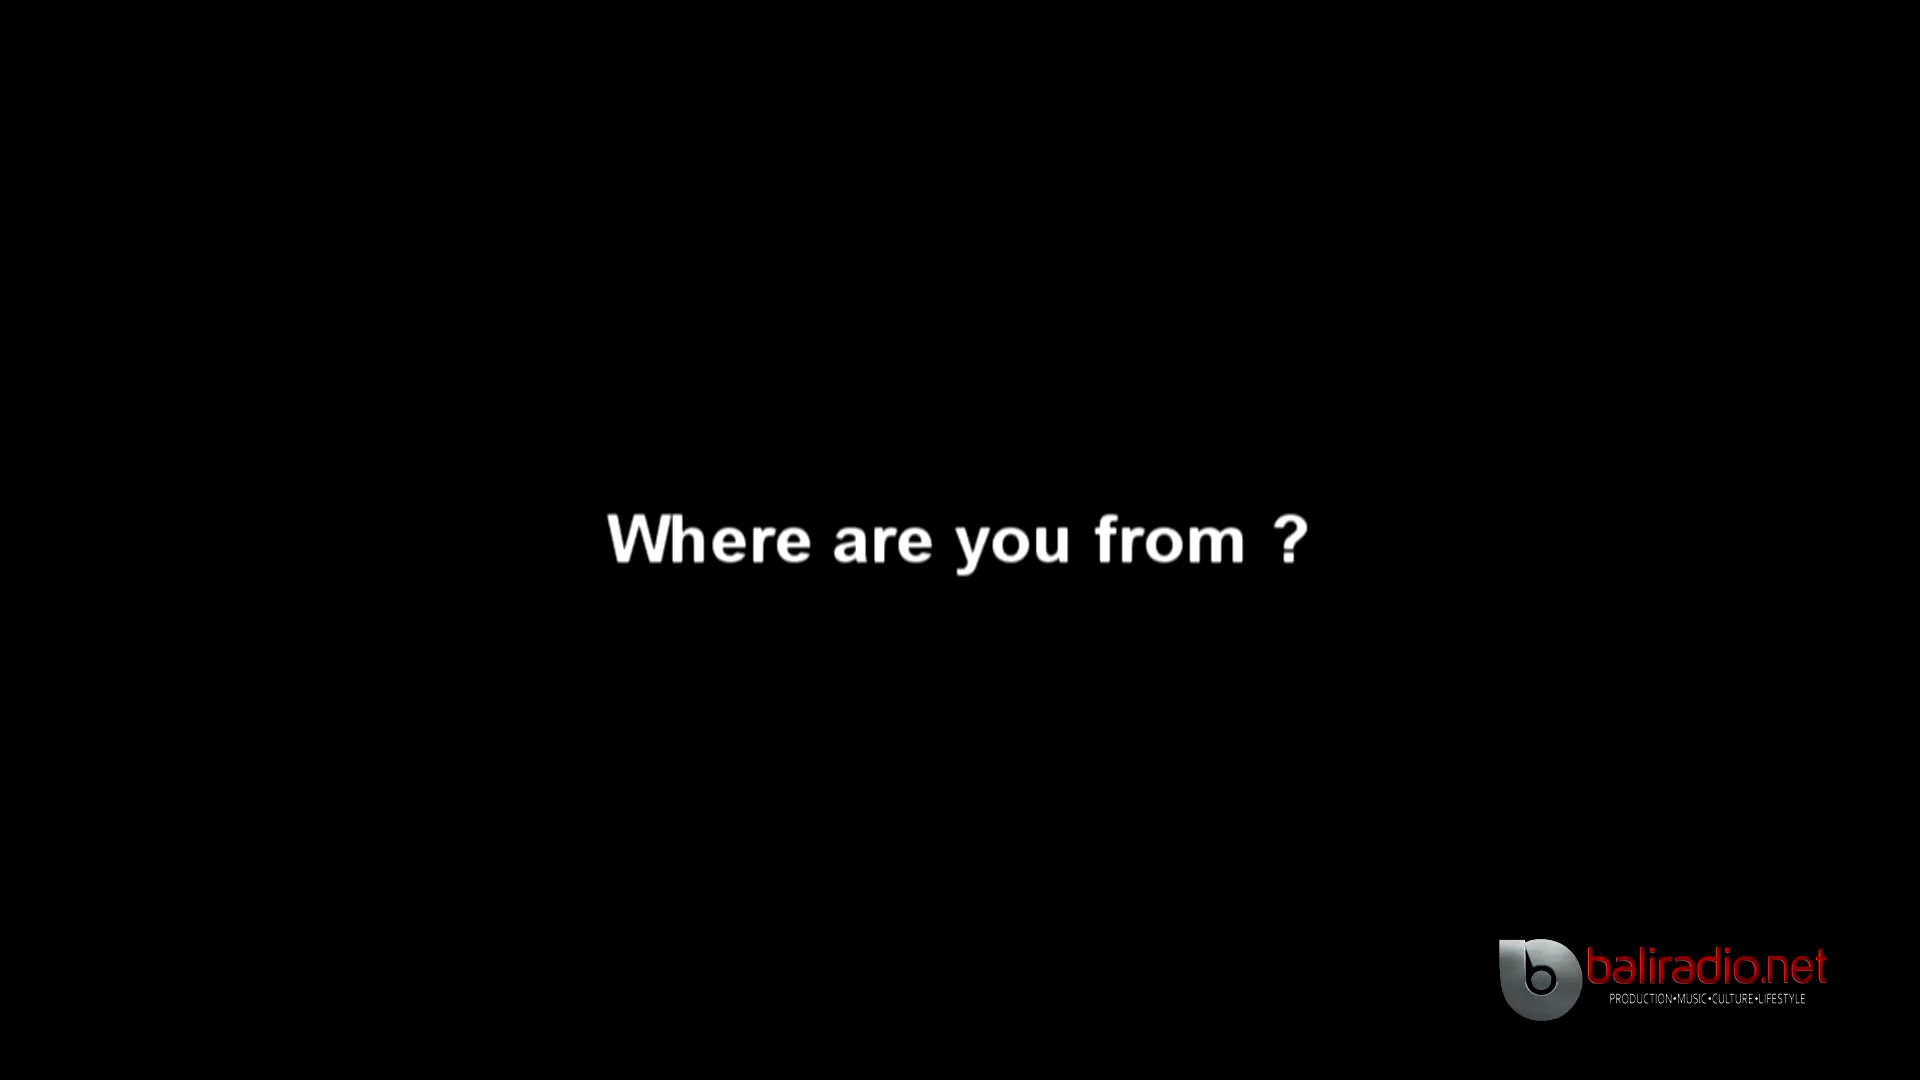 Where are you from ?
baliradio.net
PRODUCTION•MUSIC•CULTURE•LIFESTYLE